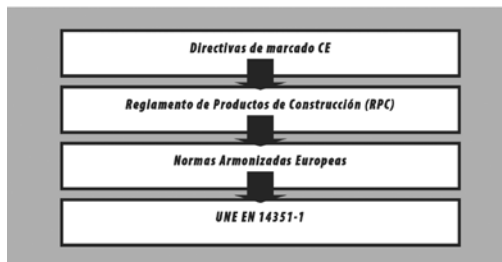 Directivas de marcado CE
Reglamento de Productos de Construcción (RPC)
Normas Armonizadas Europeas
UNE EN 14351-1